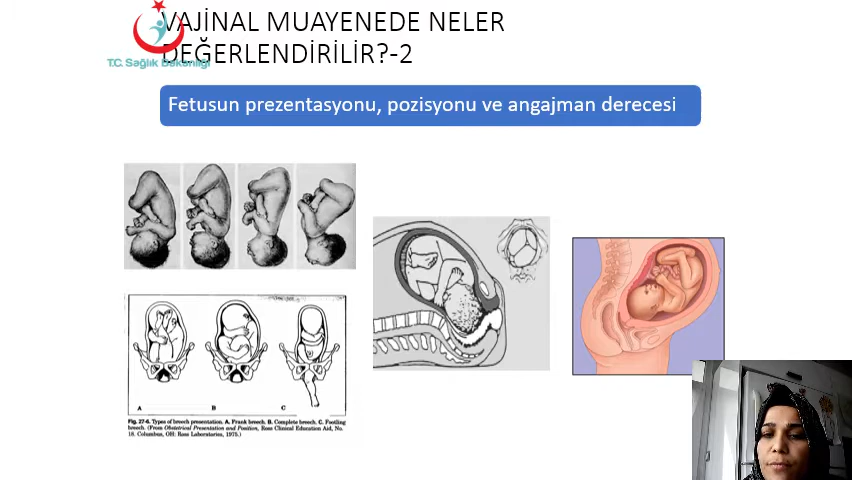 VAJİNAL MUAYENEDE NELER
DEĞERLENDİRİLİR?-2
T.C. Sağlık Bakanlığı
Fetusun prezentasyonu, pozisyonu ve angajman derecesi
A B C
Fig. 27-6. Types of breech presentation. A. Frank breech. B. Complete breech. C. Footling
breech. (From Obstetrical Presentation and Position, Ross Clinical Education Aid, No.
18. Columbus, OH: Ross Laboratories, 1975.)